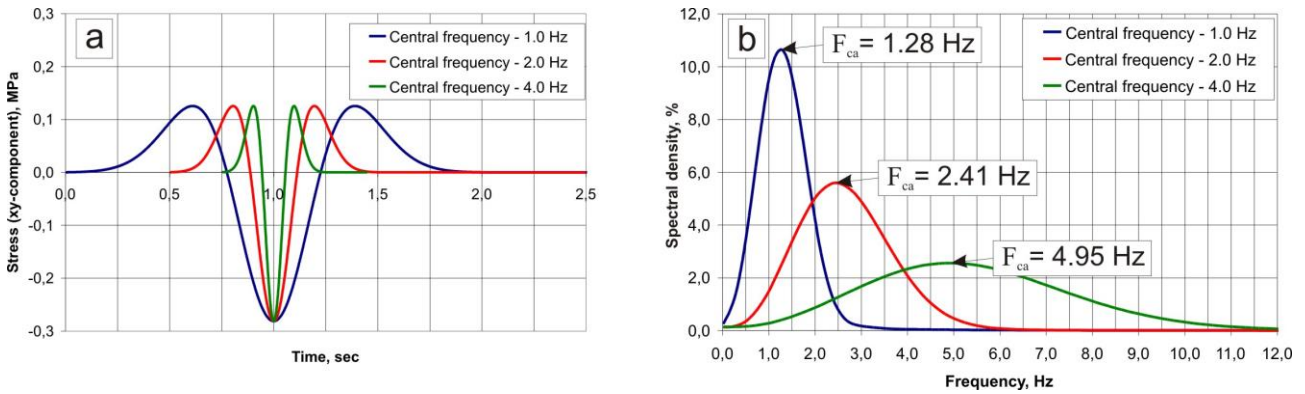 a
Central frequency - 1.0 Hz
Central frequency - 2.0 Hz
Central frequency - 4.0 Hz
Stress (xy-component), MPa
0,3
0,2
0,1
0,0
-0,1
-0,2
-0,3
0,0 0,5 1,0 1,5 2,0 2,5
Time, sec
b
F_ca = 1.28 Hz
Central frequency - 1.0 Hz
Central frequency - 2.0 Hz
Central frequency - 4.0 Hz
F_ca = 2.41 Hz
F_ca = 4.95 Hz
Spectral density, %
12,0
10,0
8,0
6,0
4,0
2,0
0,0
0,0 1,0 2,0 3,0 4,0 5,0 6,0 7,0 8,0 9,0 10,0 11,0 12,0
Frequency, Hz